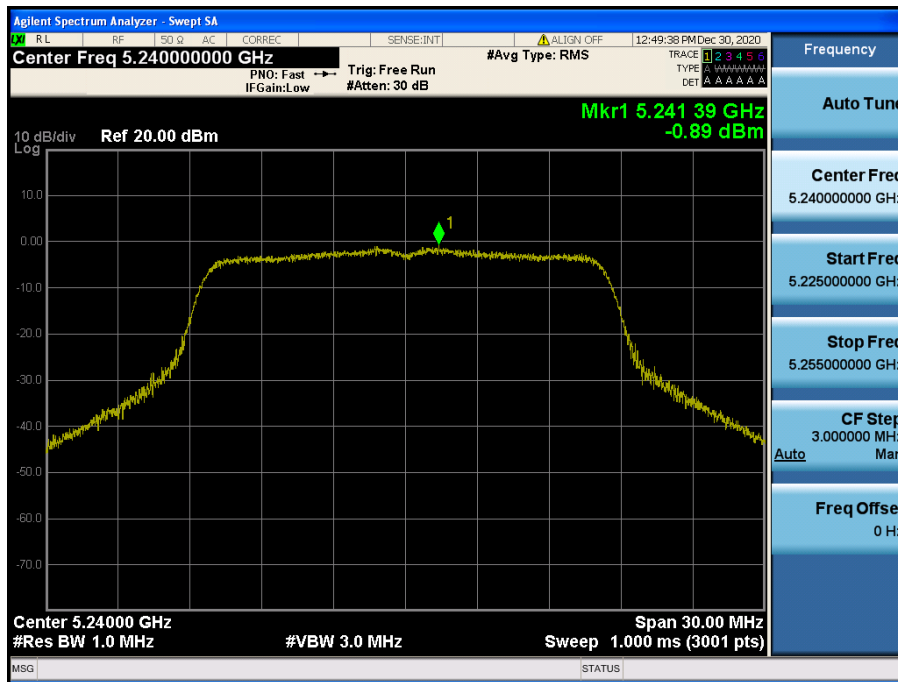 Agilent Spectrum Analyzer - Swept SA
LXI RL RF 50 Ω AC CORREC SENSE:INT ALIGN OFF 12:49:38 PM Dec 30, 2020
Center Freq 5.240000000 GHz #Avg Type: RMS TRACE 1 2 3 4 5 6
PNO: Fast Trig: Free Run TYPE A
IFGain:Low #Atten: 30 dB DET A A A A A A
Mkr1 5.241 39 GHz
-0.89 dBm
10 dB/div Ref 20.00 dBm
Log
10.0
0.00
-10.0
-20.0
-30.0
-40.0
-50.0
-60.0
-70.0
1
Center 5.24000 GHz Span 30.00 MHz
#Res BW 1.0 MHz #VBW 3.0 MHz Sweep 1.000 ms (3001 pts)
MSG STATUS
Frequency
Auto Tune
Center Freq
5.240000000 GHz
Start Freq
5.225000000 GHz
Stop Freq
5.255000000 GHz
CF Step
3.000000 MHz
Auto Man
Freq Offset
0 Hz